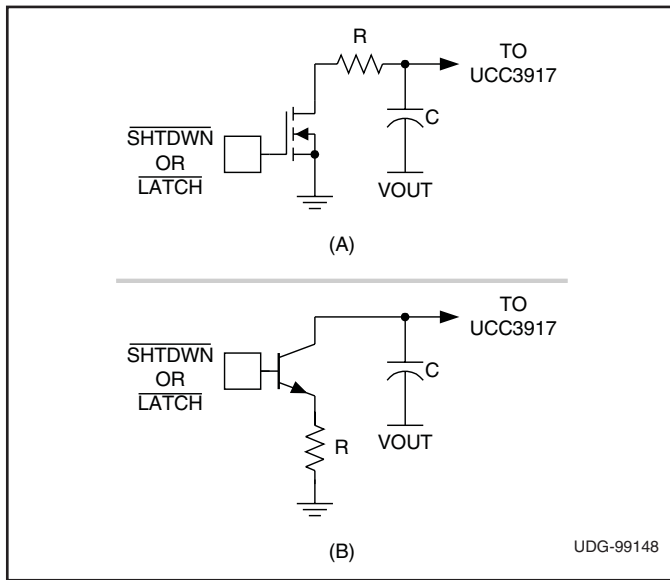 R
TO
UCC3917
C
SHTDWN
OR
LATCH
VOUT
(A)
TO
UCC3917
SHTDWN
OR
LATCH
C
VOUT
R
(B)
UDG-99148